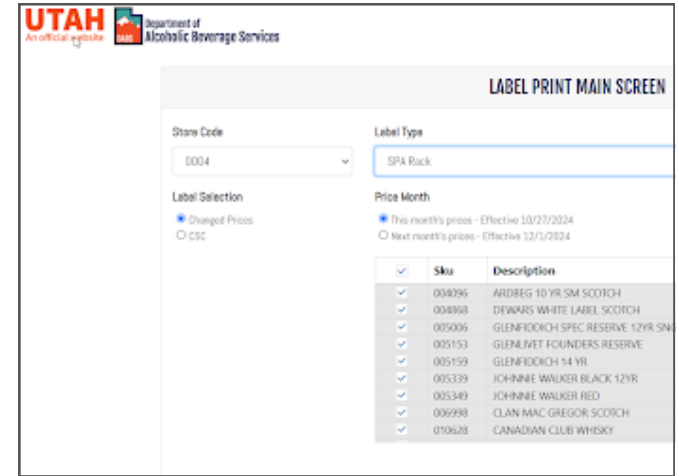 UTAH
An official website
DABS
Department of
Alcoholic Beverage Services
LABEL PRINT MAIN SCREEN
Store Code
0004
Label Type
SPA Rack
Label Selection
Changed Prices
CSC
Price Month
This month's prices - Effective 10/27/2024
Next month's prices - Effective 12/1/2024
Sku Description
004096 ARDBEG 10 YR SM SCOTCH
004868 DEWARS WHITE LABEL SCOTCH
005006 GLENFIDDICH SPEC RESERVE 12YR SNG
005153 GLENLIVET FOUNDERS RESERVE
005159 GLENFIDDICH 14 YR
005339 JOHNNIE WALKER BLACK 12YR
005349 JOHNNIE WALKER RED
006998 CLAN MAC GREGOR SCOTCH
010628 CANADIAN CLUB WHISKY